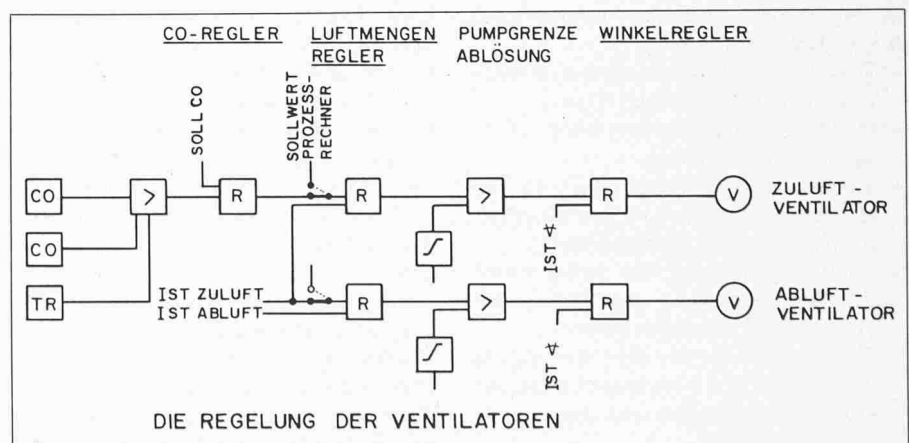 CO-REGLER
LUFTMENGEN
REGLER
PUMPGRENZE
ABLÖSUNG
WINKELREGLER
SOLL CO
SOLLWERT
PROZESS-
RECHNER
CO
>
R
R
>
R
V
ZULUFT-
VENTILATOR
CO
IST ∢
TR
IST ZULUFT
IST ABLUFT
R
>
R
V
ABLUFT-
VENTILATOR
IST ∢
DIE REGELUNG DER VENTILATOREN